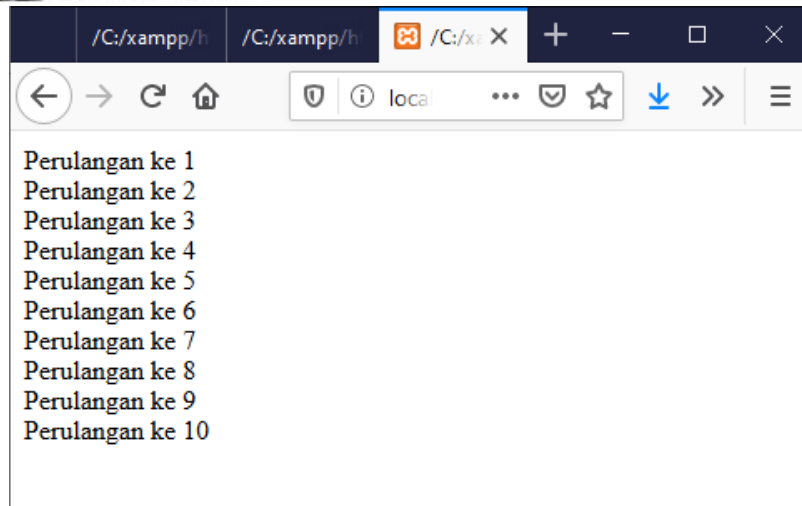 /C:/xampp/h /C:/xampp/h /C:/xa
loca
Perulangan ke 1
Perulangan ke 2
Perulangan ke 3
Perulangan ke 4
Perulangan ke 5
Perulangan ke 6
Perulangan ke 7
Perulangan ke 8
Perulangan ke 9
Perulangan ke 10